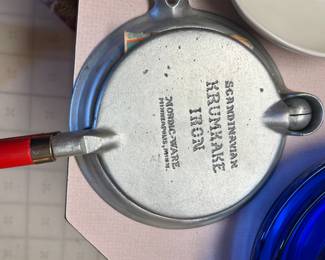 SCANDINAVIAN
KRUMKAKE
IRON
NORDIC-WARE
MINNEAPOLIS, MINN.